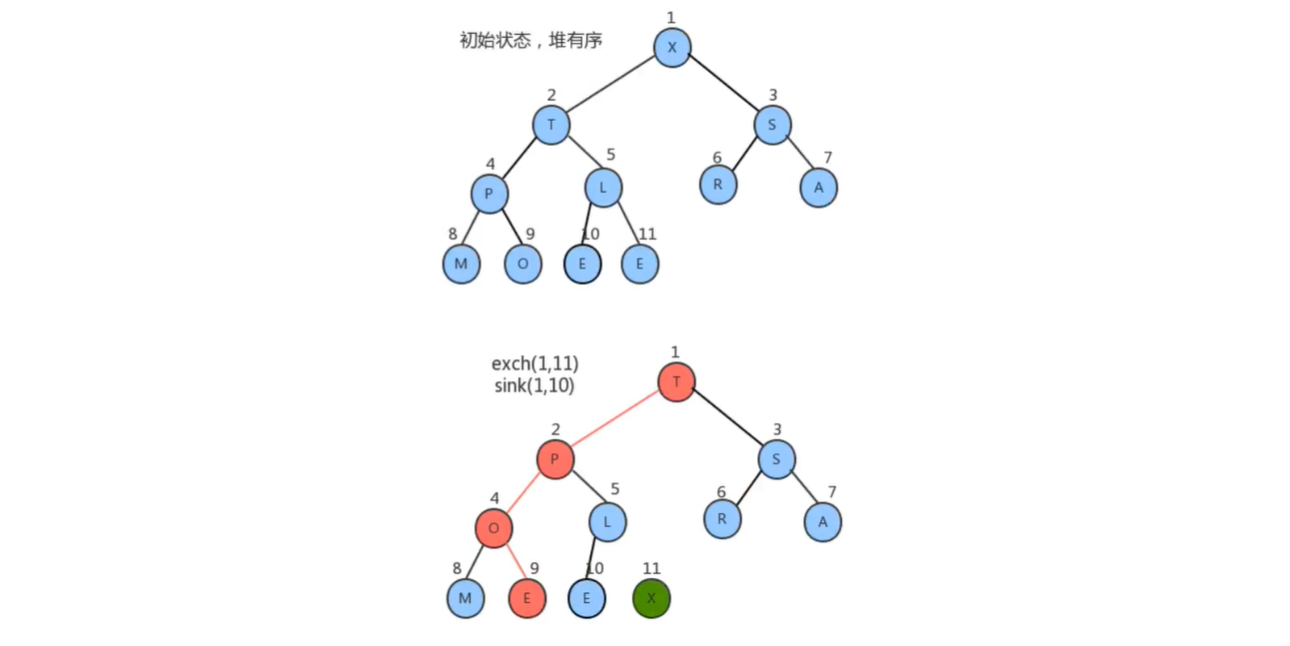 1
初始状态，堆有序
X
2
3
T
S
4
5
6
7
P
L
R
A
8
9
10
11
M
O
E
E
1
exch(1,11)
sink(1,10)
T
2
3
P
S
4
5
6
7
O
L
R
A
8
9
10
11
M
E
E
X